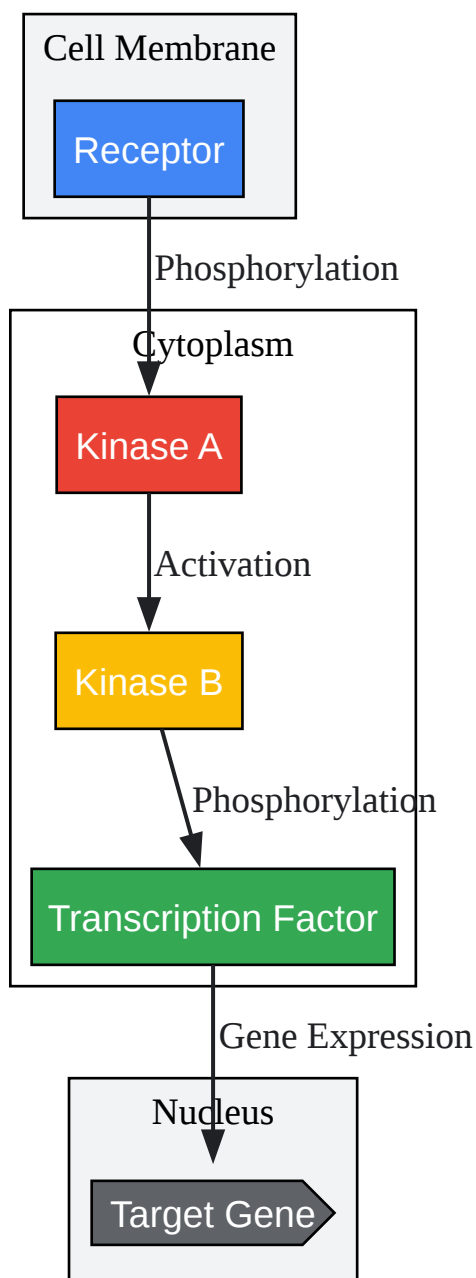 Cell Membrane
Receptor
Phosphorylation
Cytoplasm
Kinase A
Activation
Kinase B
Phosphorylation
Transcription Factor
Gene Expression
Nucleus
Target Gene